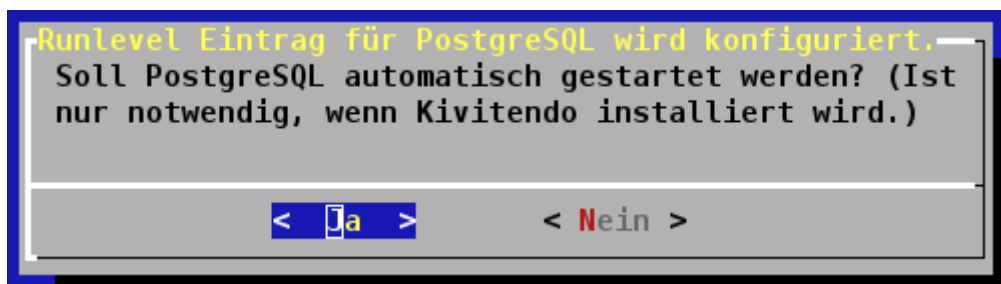 Runlevel Eintrag für PostgreSQL wird konfiguriert.
Soll PostgreSQL automatisch gestartet werden? (Ist
nur notwendig, wenn Kivitendo installiert wird.)
< Ja > < Nein >